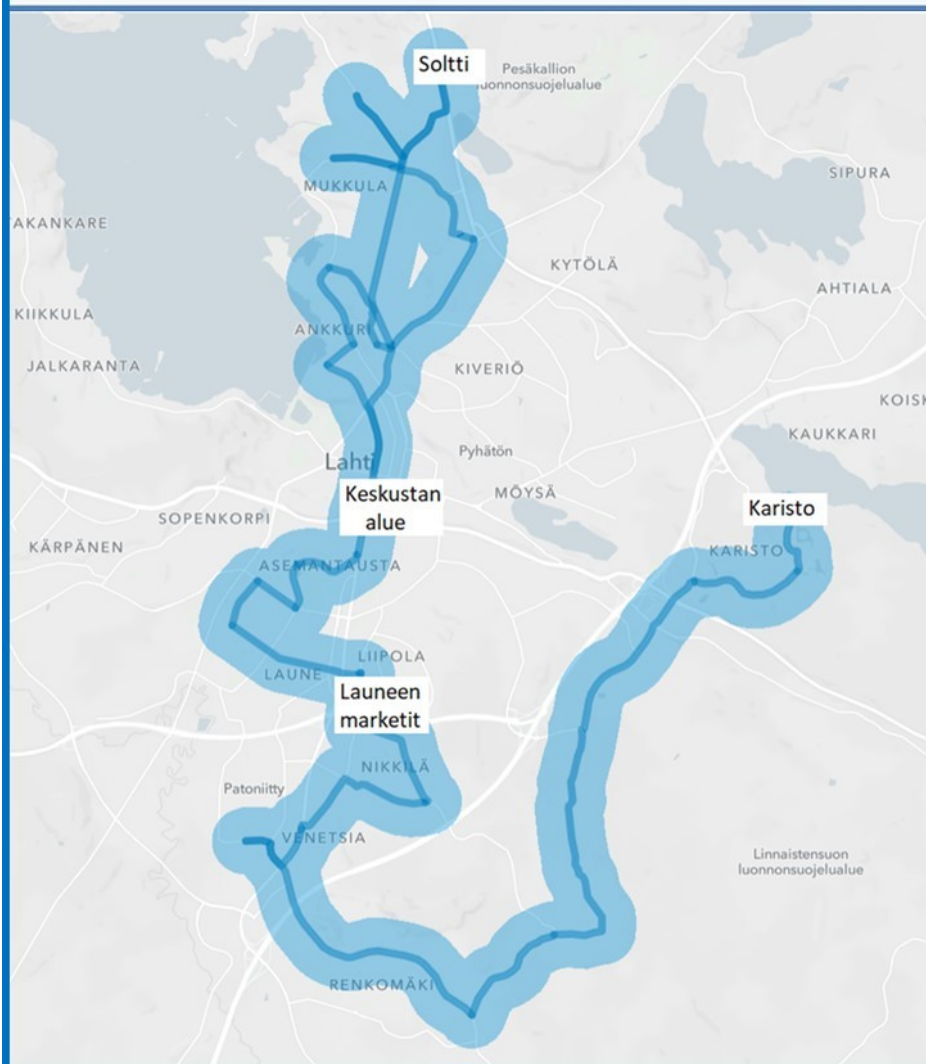 Soltti
Pesäkallion
luonnonsuojelualue
SIPURA
MUKKULA
TAKANKARE
KYTÖLÄ
AHTIALA
KIIKKULA
ANKKURI
JALKARANTA
KIVERIÖ
KOISK
KAUKKARI
Pyhätön
Lahti
MÖYSÄ
Keskustan
alue
Karisto
SOPENKORPI
KÄRPÄNEN
KARISTO
ASEMANTAUSTA
LIIPOLA
LAUNE
Launeen
marketit
NIKKILÄ
Patoniitty
VENETSIA
Linnaistensuon
luonnonsuojelualue
RENKOMÄKI